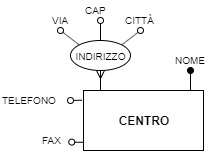 CAP
VIA
CITTÀ
INDIRIZZO
NOME
TELEFONO
CENTRO
FAX